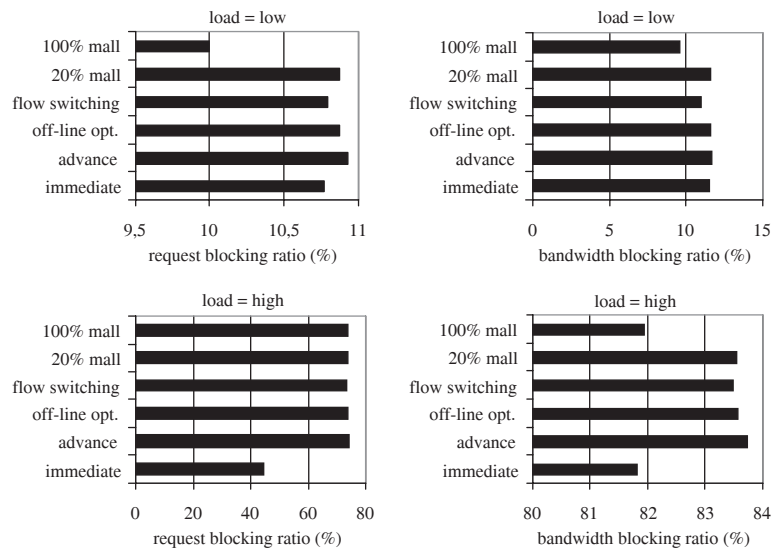 load = low
100% mall
20% mall
flow switching
off-line opt.
advance
immediate
9,5 10 10,5 11
request blocking ratio (%)
load = low
100% mall
20% mall
flow switching
off-line opt.
advance
immediate
0 5 10 15
bandwidth blocking ratio (%)
load = high
100% mall
20% mall
flow switching
off-line opt.
advance
immediate
0 20 40 60 80
request blocking ratio (%)
load = high
100% mall
20% mall
flow switching
off-line opt.
advance
immediate
80 81 82 83 84
bandwidth blocking ratio (%)